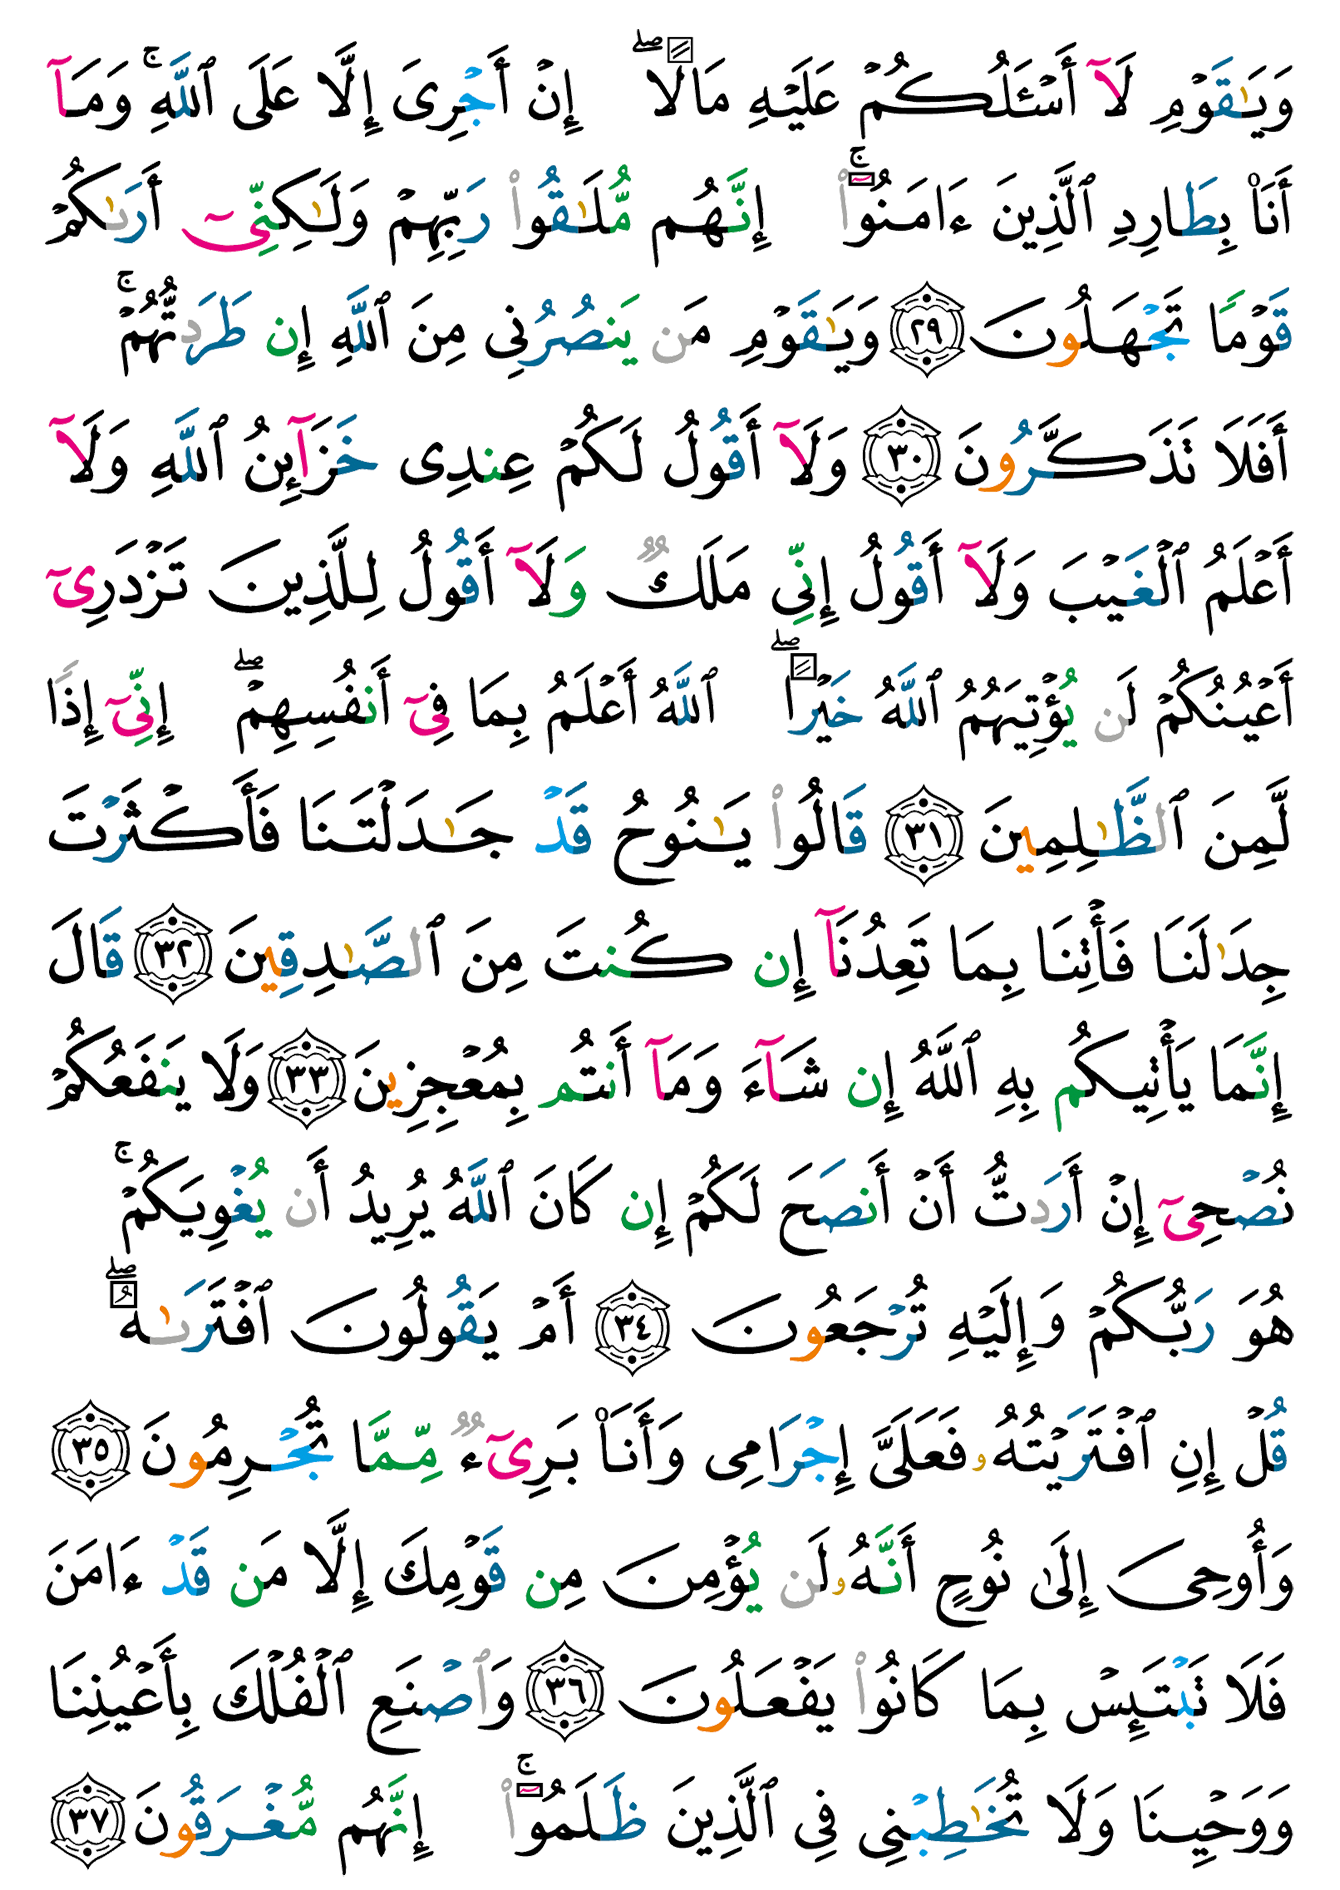 وَيَٰقَوْمِ لَآ أَسْـَٔلُكُمْ عَلَيْهِ مَالًا ۖ إِنْ أَجْرِىَ إِلَّا عَلَى ٱللَّهِ ۚ وَمَآ
أَنَا۠ بِطَارِدِ ٱلَّذِينَ ءَامَنُوٓا۟ ۚ إِنَّهُم مُّلَٰقُوا۟ رَبِّهِمْ وَلَٰكِنِّىٓ أَرَىٰكُمْ
قَوْمًا تَجْهَلُونَ ٢٩ وَيَٰقَوْمِ مَن يَنصُرُنِى مِنَ ٱللَّهِ إِن طَرَدتُّهُمْ ۚ
أَفَلَا تَذَكَّرُونَ ٣٠ وَلَآ أَقُولُ لَكُمْ عِندِى خَزَآئِنُ ٱللَّهِ وَلَآ
أَعْلَمُ ٱلْغَيْبَ وَلَآ أَقُولُ إِنِّى مَلَكٌ وَلَآ أَقُولُ لِلَّذِينَ تَزْدَرِىٓ
أَعْيُنُكُمْ لَن يُؤْتِيَهُمُ ٱللَّهُ خَيْرًا ۖ ٱللَّهُ أَعْلَمُ بِمَا فِىٓ أَنفُسِهِمْ ۖ إِنِّىٓ إِذًا
لَّمِنَ ٱلظَّٰلِمِينَ ٣١ قَالُوا۟ يَٰنُوحُ قَدْ جَٰدَلْتَنَا فَأَكْثَرْتَ
جِدَٰلَنَا فَأْتِنَا بِمَا تَعِدُنَآ إِن كُنتَ مِنَ ٱلصَّٰدِقِينَ ٣٢ قَالَ
إِنَّمَا يَأْتِيكُم بِهِ ٱللَّهُ إِن شَآءَ وَمَآ أَنتُم بِمُعْجِزِينَ ٣٣ وَلَا يَنفَعُكُمْ
نُصْحِىٓ إِنْ أَرَدتُّ أَنْ أَنصَحَ لَكُمْ إِن كَانَ ٱللَّهُ يُرِيدُ أَن يُغْوِيَكُمْ ۚ
هُوَ رَبُّكُمْ وَإِلَيْهِ تُرْجَعُونَ ٣٤ أَمْ يَقُولُونَ ٱفْتَرَىٰهُ ۖ
قُلْ إِنِ ٱفْتَرَيْتُهُۥ فَعَلَىَّ إِجْرَامِى وَأَنَا۠ بَرِىٓءٌ مِّمَّا تُجْرِمُونَ ٣٥
وَأُوحِىَ إِلَىٰ نُوحٍ أَنَّهُۥ لَن يُؤْمِنَ مِن قَوْمِكَ إِلَّا مَن قَدْ ءَامَنَ
فَلَا تَبْتَئِسْ بِمَا كَانُوا۟ يَفْعَلُونَ ٣٦ وَٱصْنَعِ ٱلْفُلْكَ بِأَعْيُنِنَا
وَوَحْيِنَا وَلَا تُخَٰطِبْنِى فِى ٱلَّذِينَ ظَلَمُوٓا۟ ۚ إِنَّهُم مُّغْرَقُونَ ٣٧